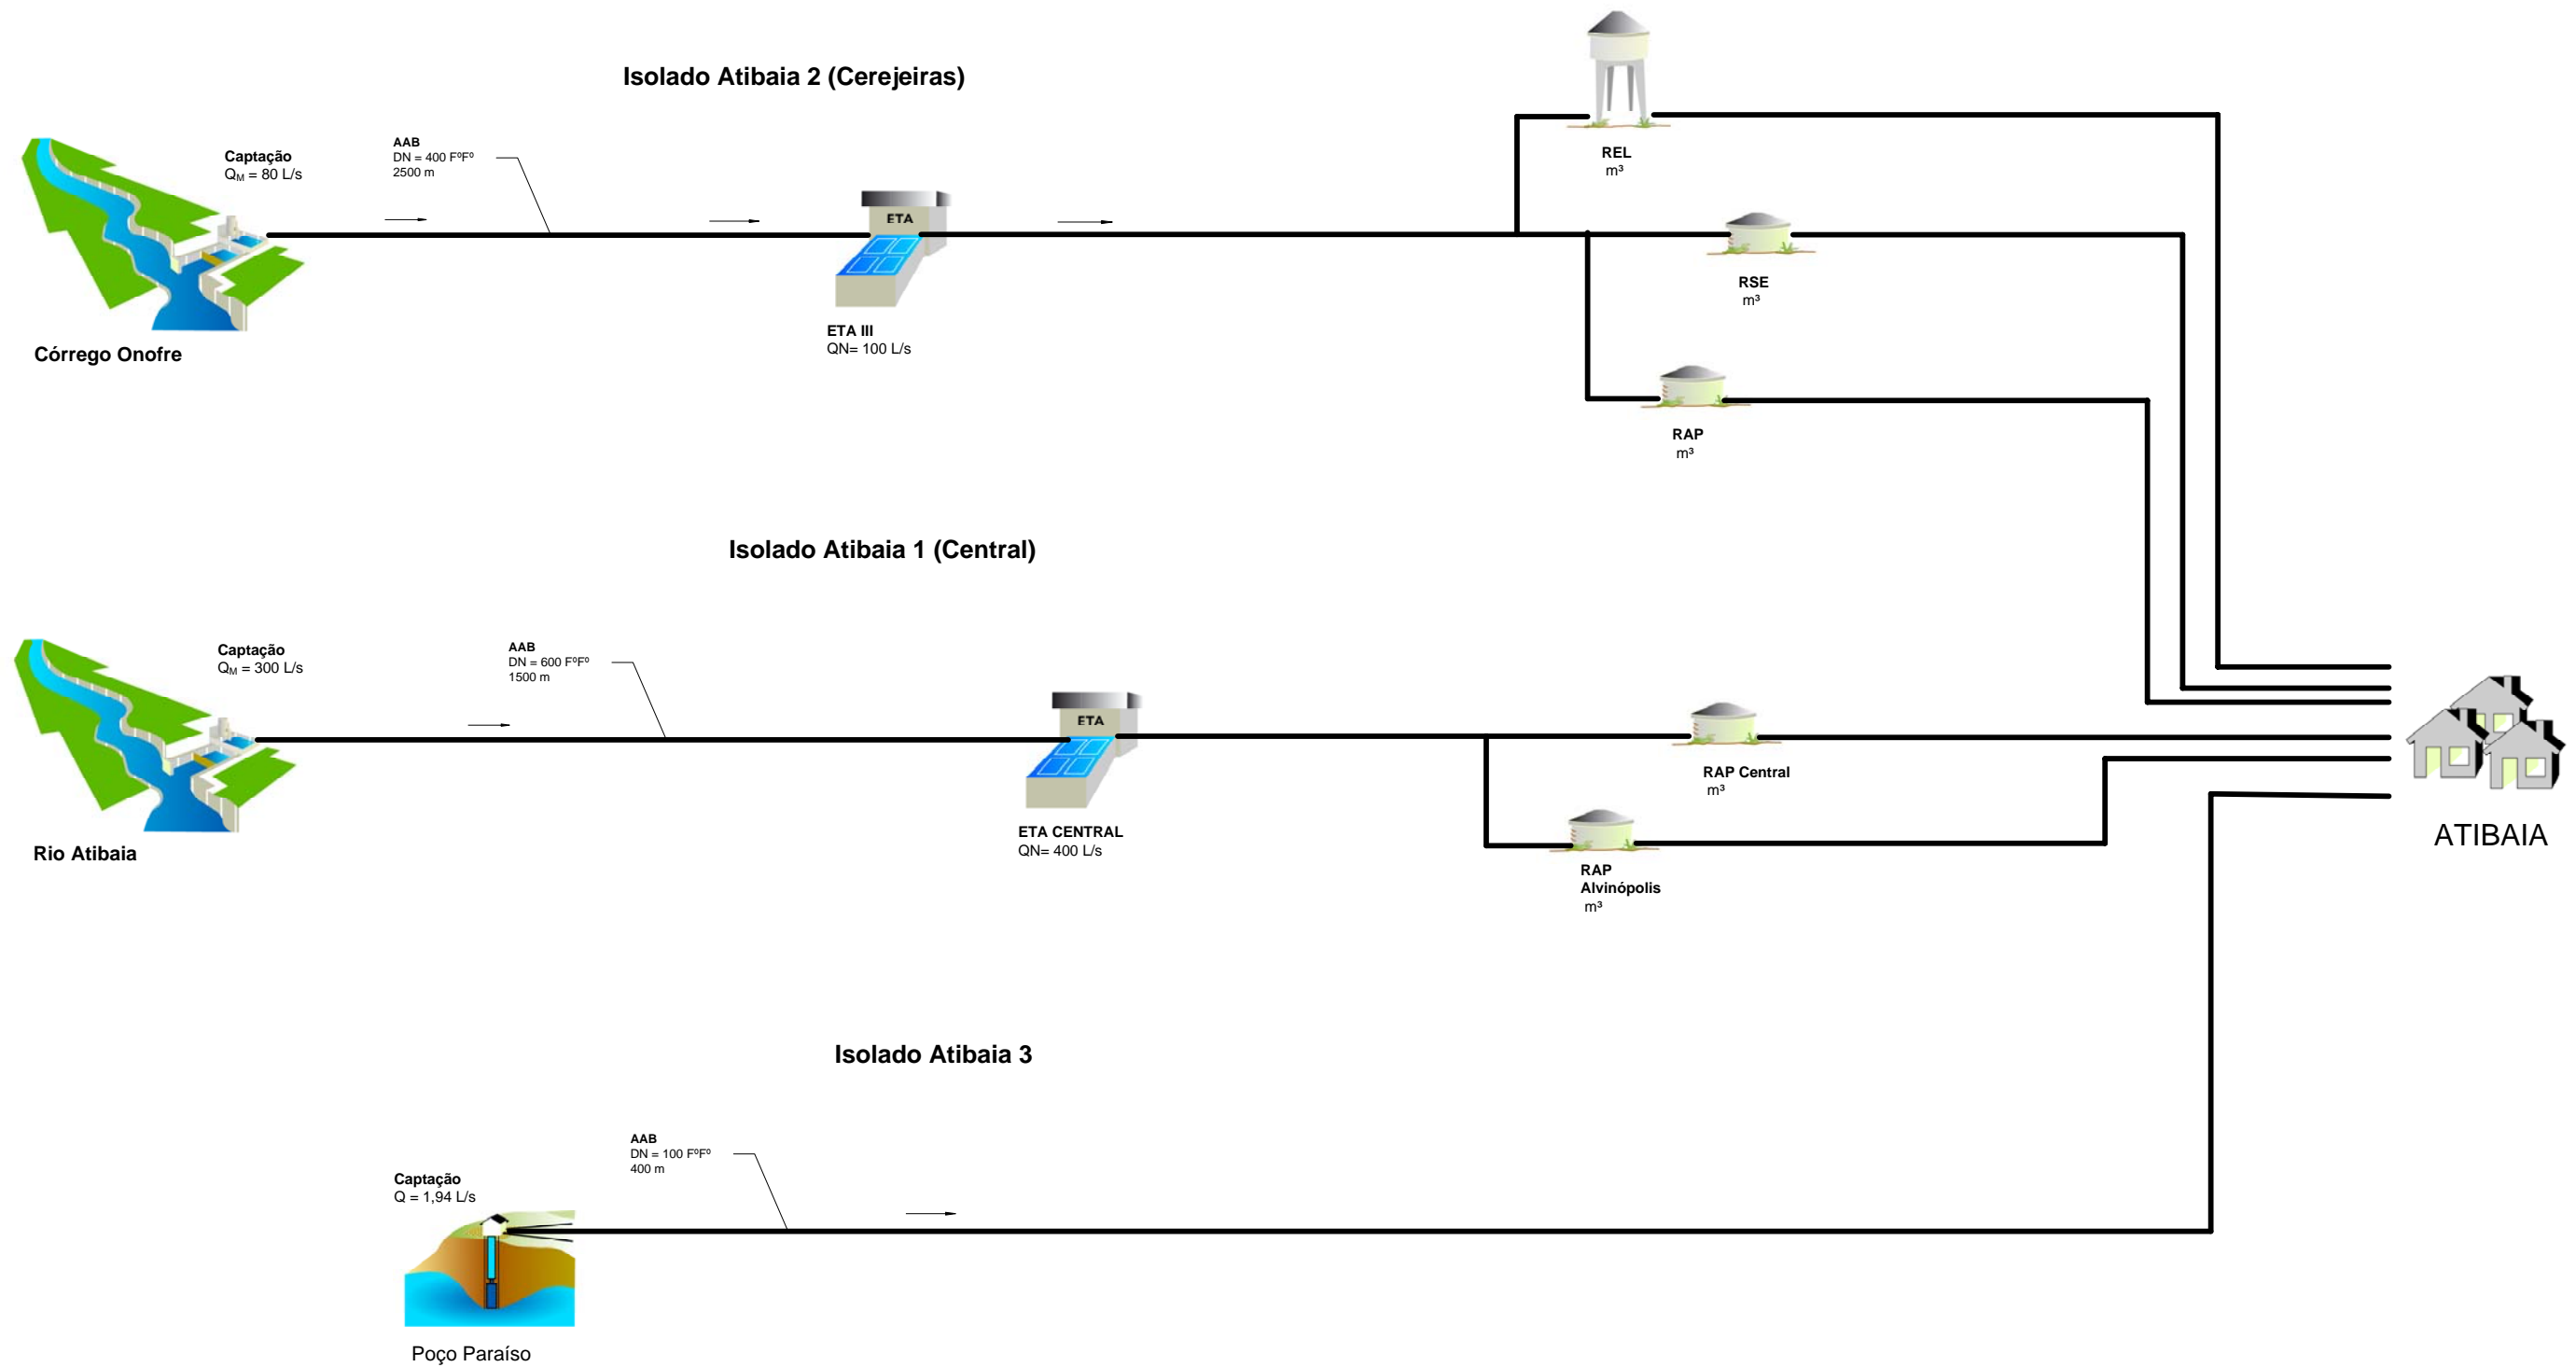 Isolado Atibaia 2 (Cerejeiras)
Captação
QM = 80 L/s
AAB
DN = 400 FºFº
2500 m
ETA
ETA III
QN= 100 L/s
Córrego Onofre
REL
m³
RSE
m³
RAP
m³
Isolado Atibaia 1 (Central)
Captação
QM = 300 L/s
AAB
DN = 600 FºFº
1500 m
ETA
ETA CENTRAL
QN= 400 L/s
Rio Atibaia
RAP Central
m³
RAP
Alvinópolis
m³
ATIBAIA
Isolado Atibaia 3
AAB
DN = 100 FºFº
400 m
Captação
Q = 1,94 L/s
Poço Paraíso